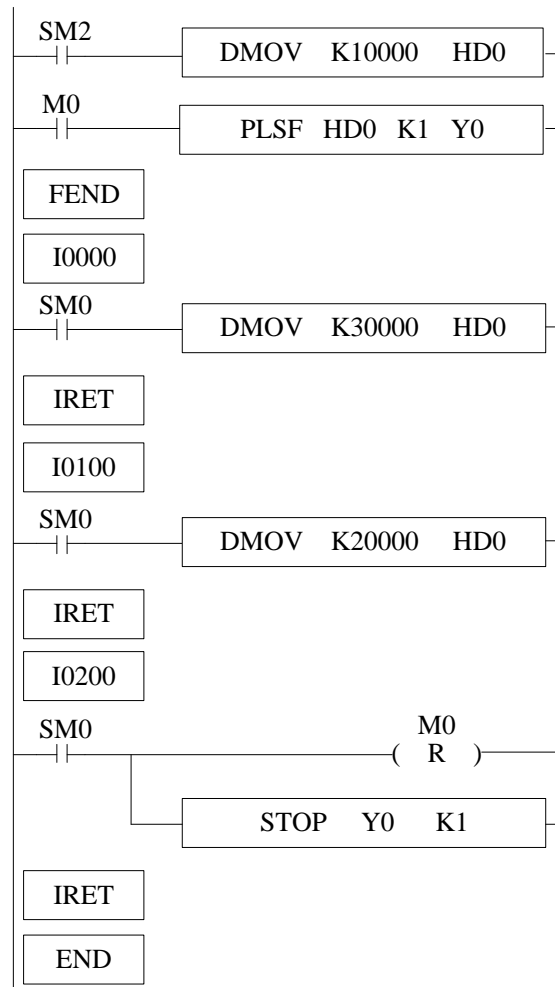 SM2
DMOV K10000 HD0
M0
PLSF HD0 K1 Y0
FEND
I0000
SM0
DMOV K30000 HD0
IRET
I0100
SM0
DMOV K20000 HD0
IRET
I0200
SM0
M0
( R )
STOP Y0 K1
IRET
END